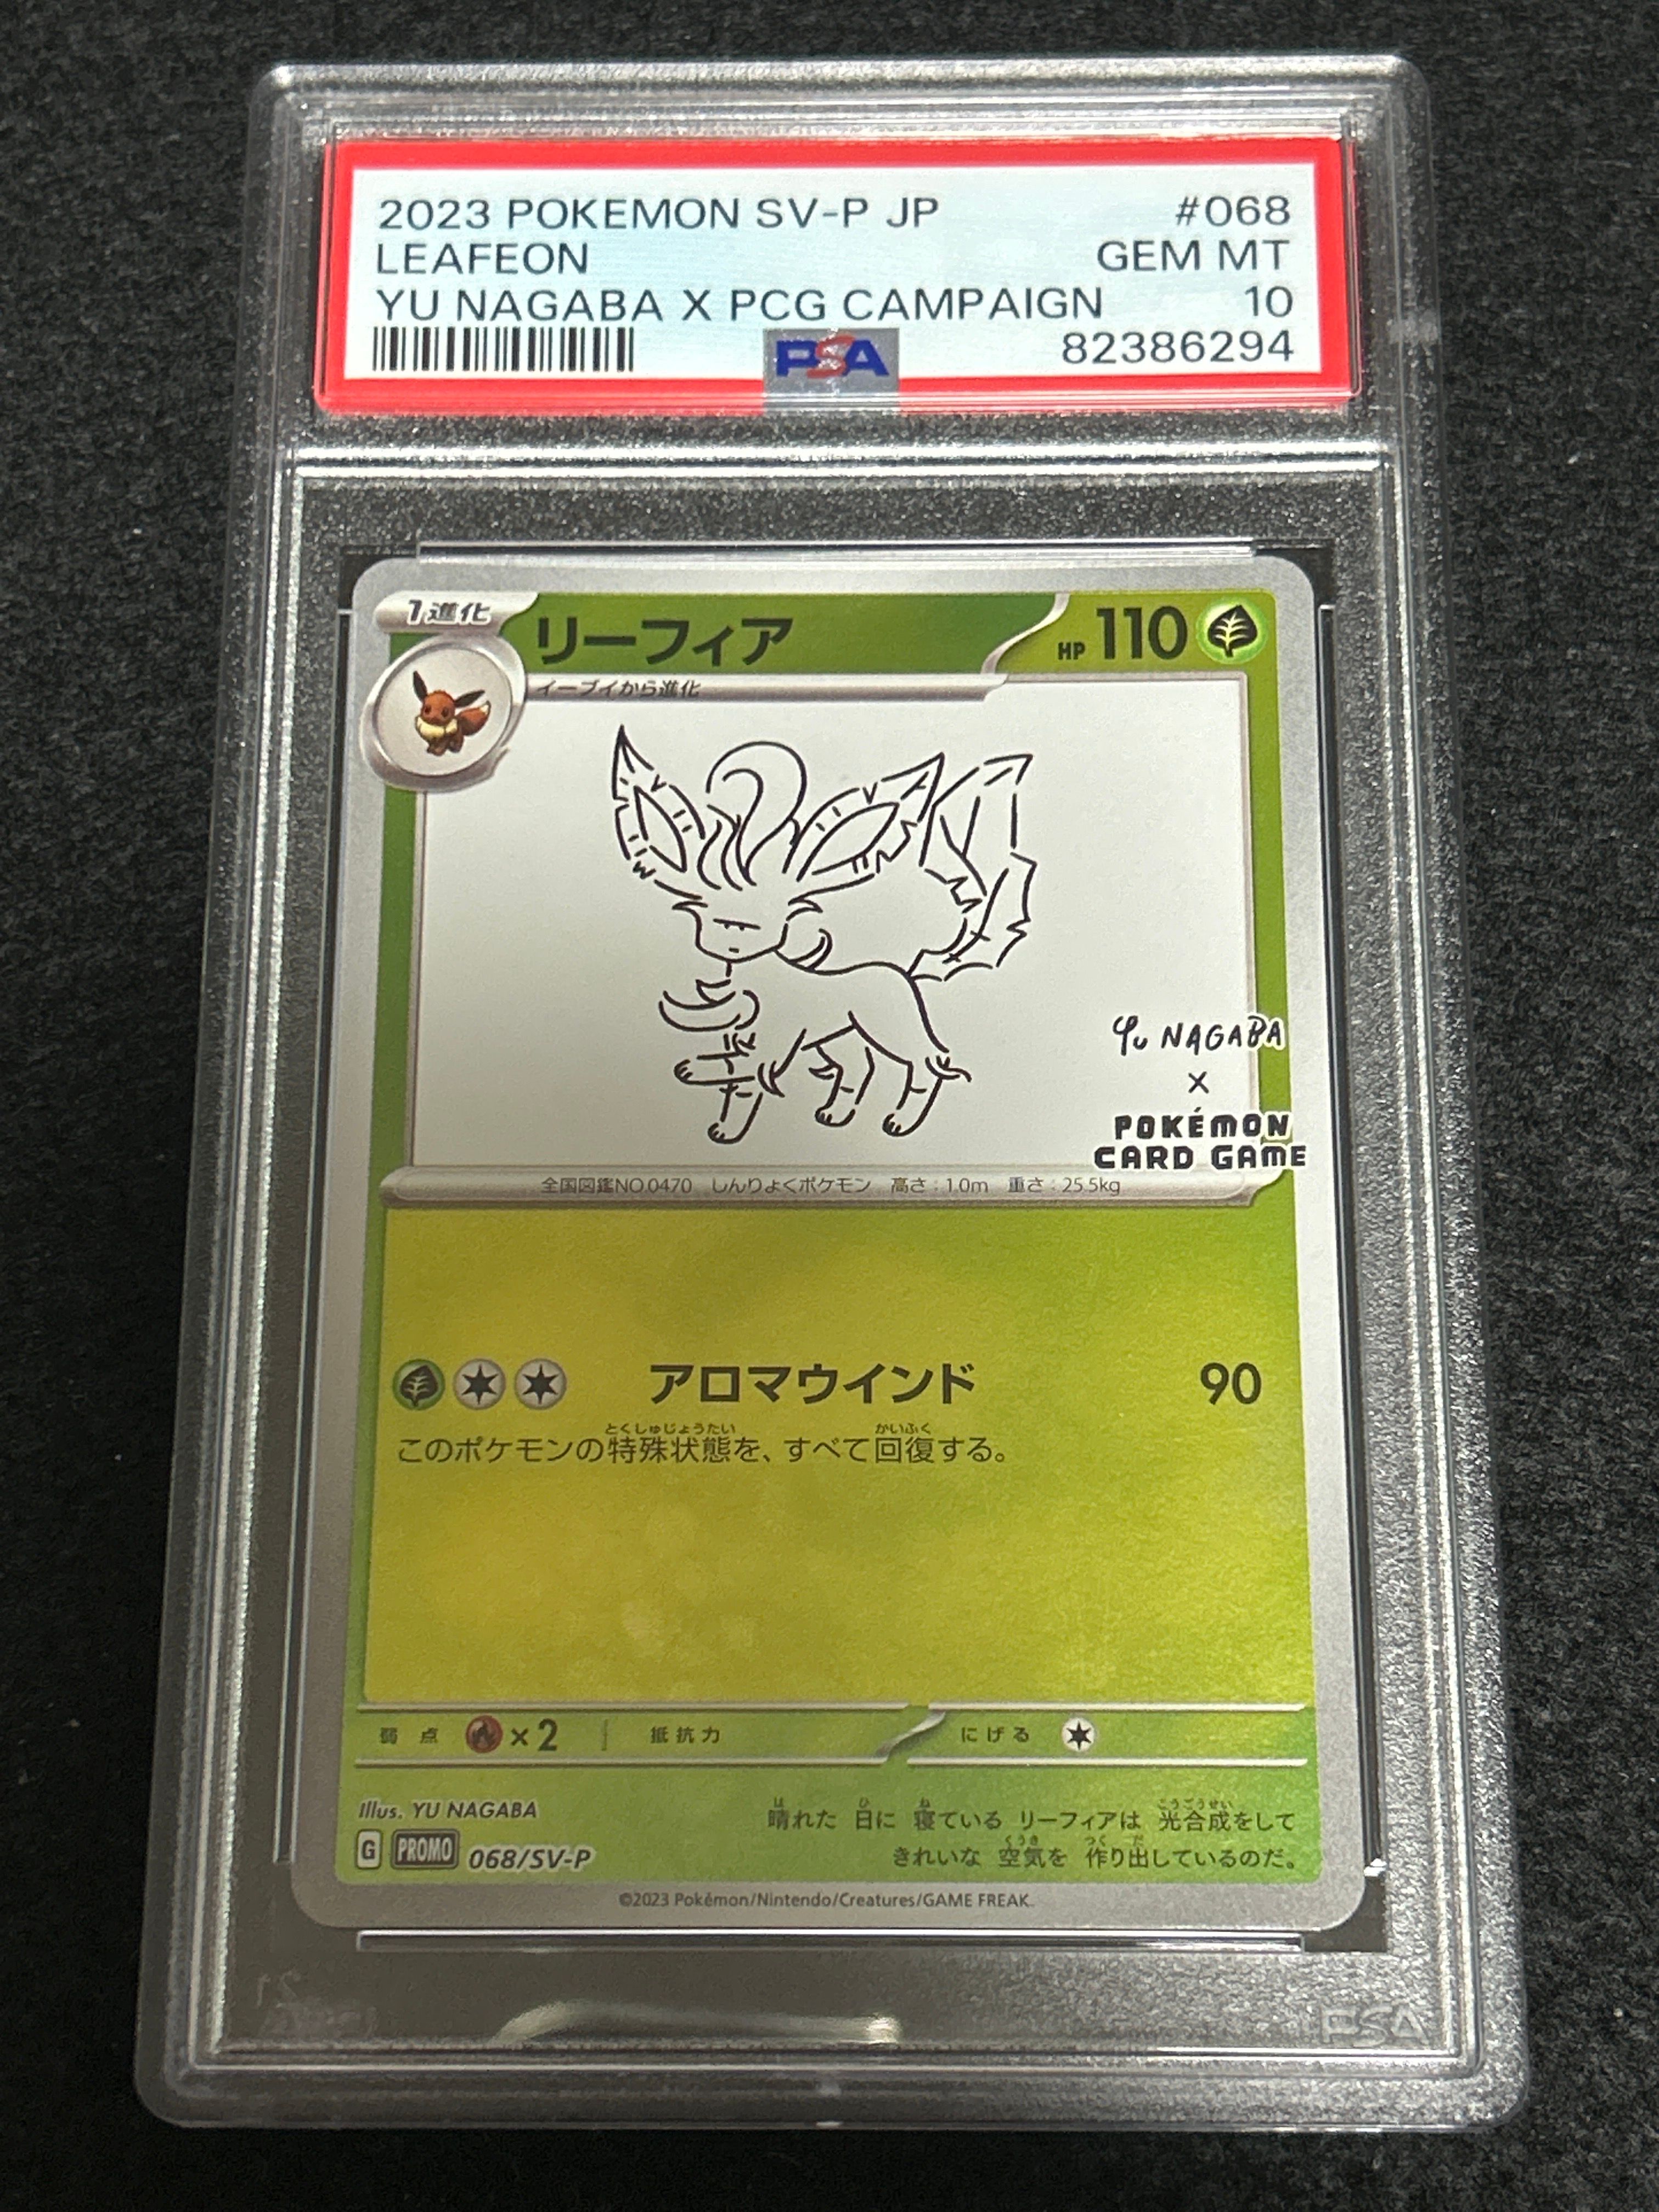 2023 POKEMON SV-P JP #068
LEAFEON GEM MT
YU NAGABA X PCG CAMPAIGN 10
PSA 82386294
1進化
リーフィア HP 110
イーブイから進化
Yu NAGABA
×
POKÉMON
CARD GAME
全国図鑑NO.0470 しんりょくポケモン 高さ:1.0m 重さ:25.5kg
アロマウインド 90
とくしゅじょうたい かいふく
このポケモンの特殊状態を、すべて回復する。
弱点 ×2 抵抗力 にげる
Illus. YU NAGABA
は ひ ね こうごうせい
晴れた 日に 寝ている リーフィアは 光合成をして
くうき つく だ
きれいな 空気を 作り出しているのだ。
G PROMO 068/SV-P
©2023 Pokémon/Nintendo/Creatures/GAME FREAK.
PSA